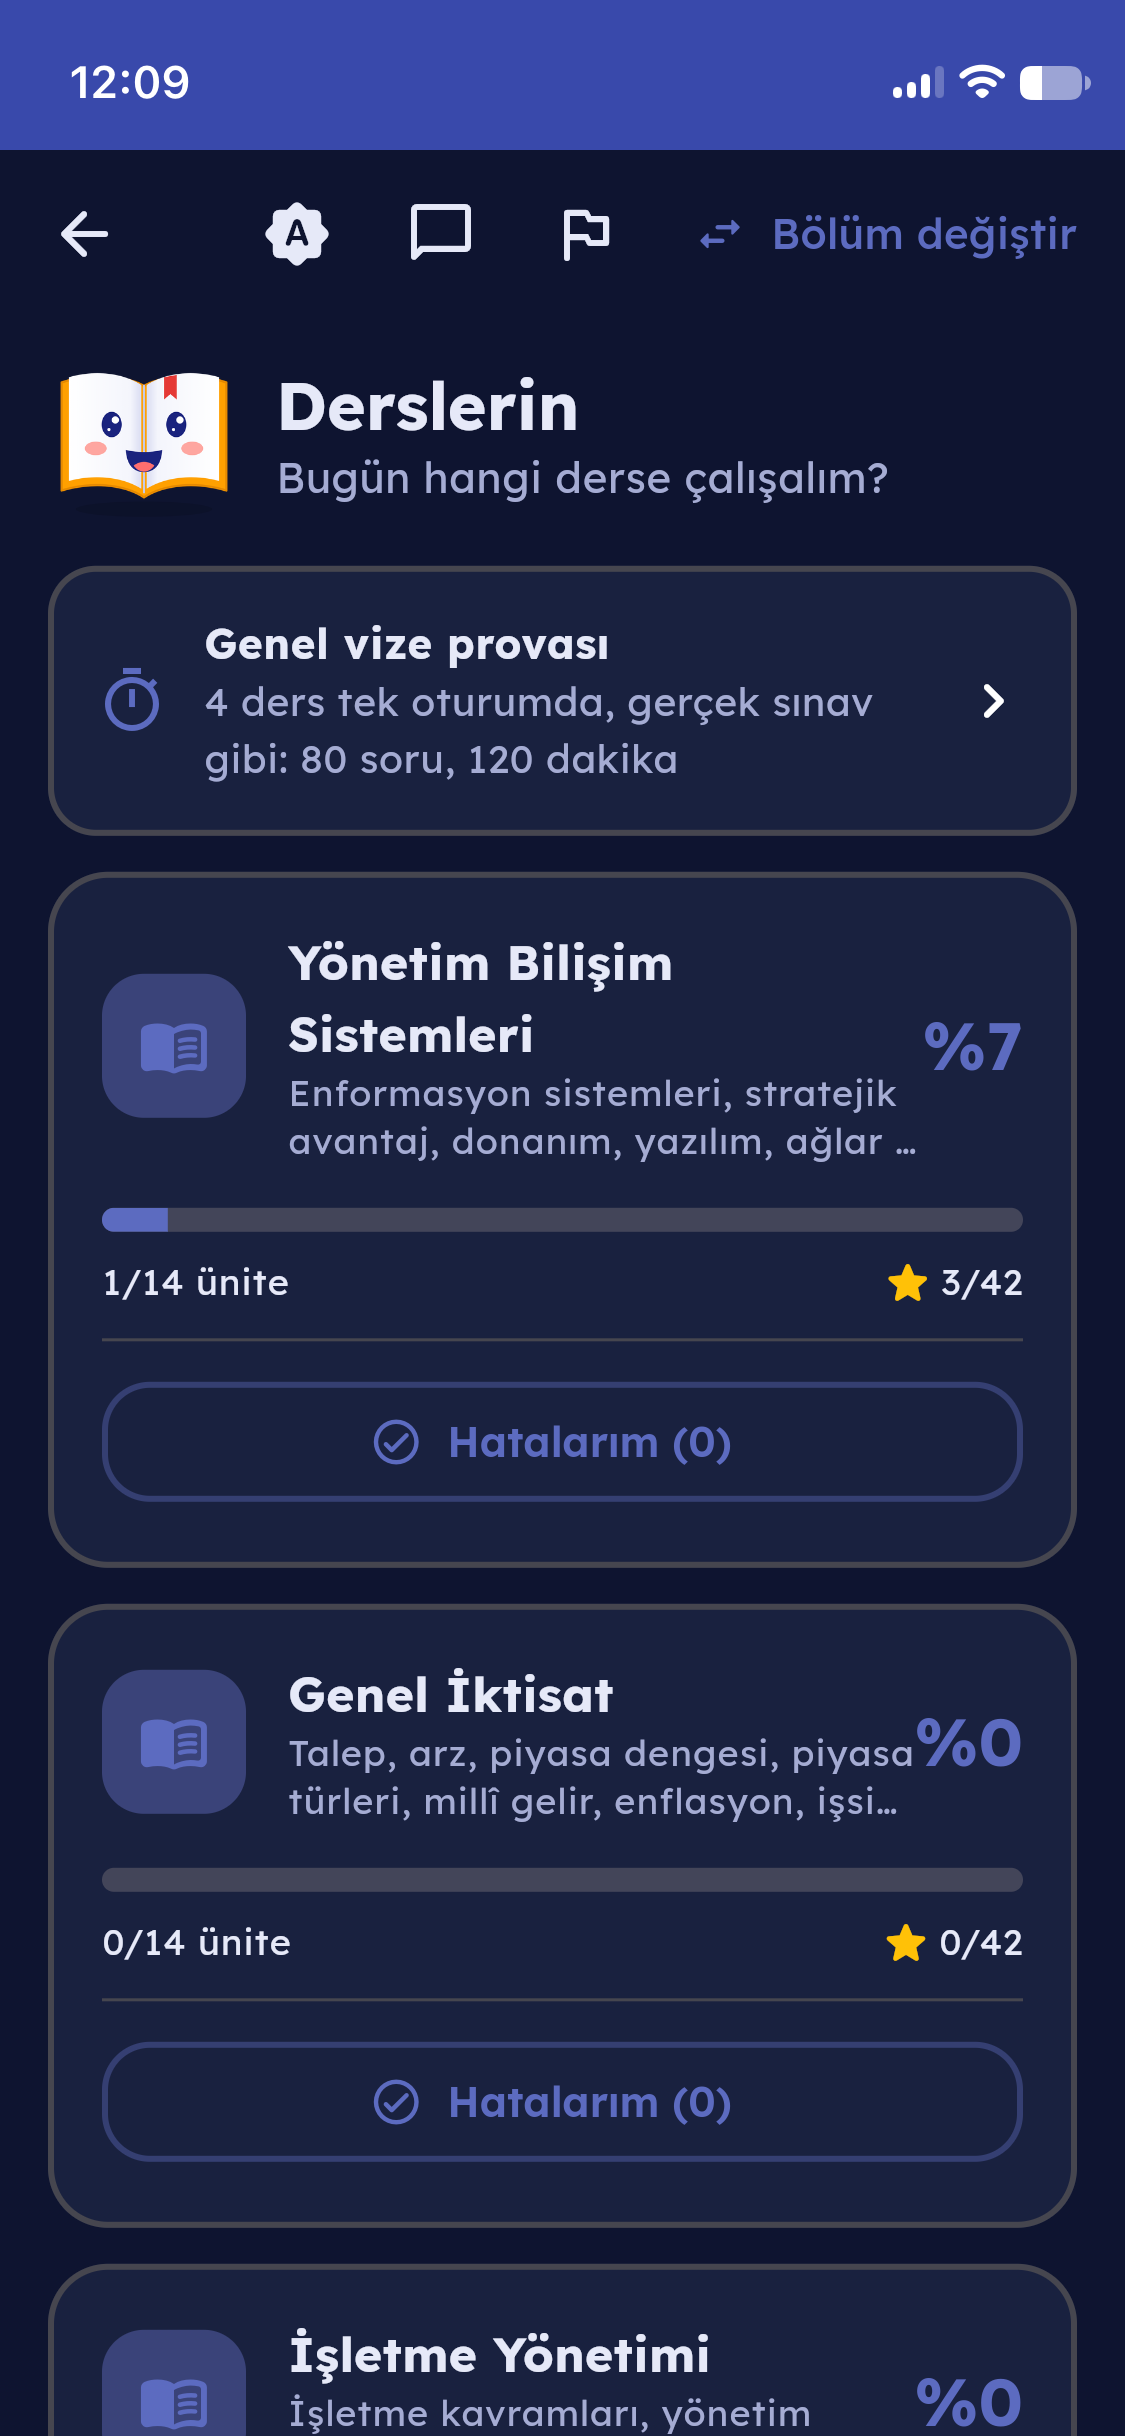 12:09
A
Bölüm değiştir
Derslerin
Bugün hangi derse çalışalım?
Genel vize provası
4 ders tek oturumda, gerçek sınav
gibi: 80 soru, 120 dakika
Yönetim Bilişim
Sistemleri
%7
Enformasyon sistemleri, stratejik
avantaj, donanım, yazılım, ağlar ...
1/14 ünite
3/42
Hatalarım (0)
Genel İktisat
Talep, arz, piyasa dengesi, piyasa
%0
türleri, millî gelir, enflasyon, işsi...
0/14 ünite
0/42
Hatalarım (0)
İşletme Yönetimi
%0
İşletme kavramları, yönetim